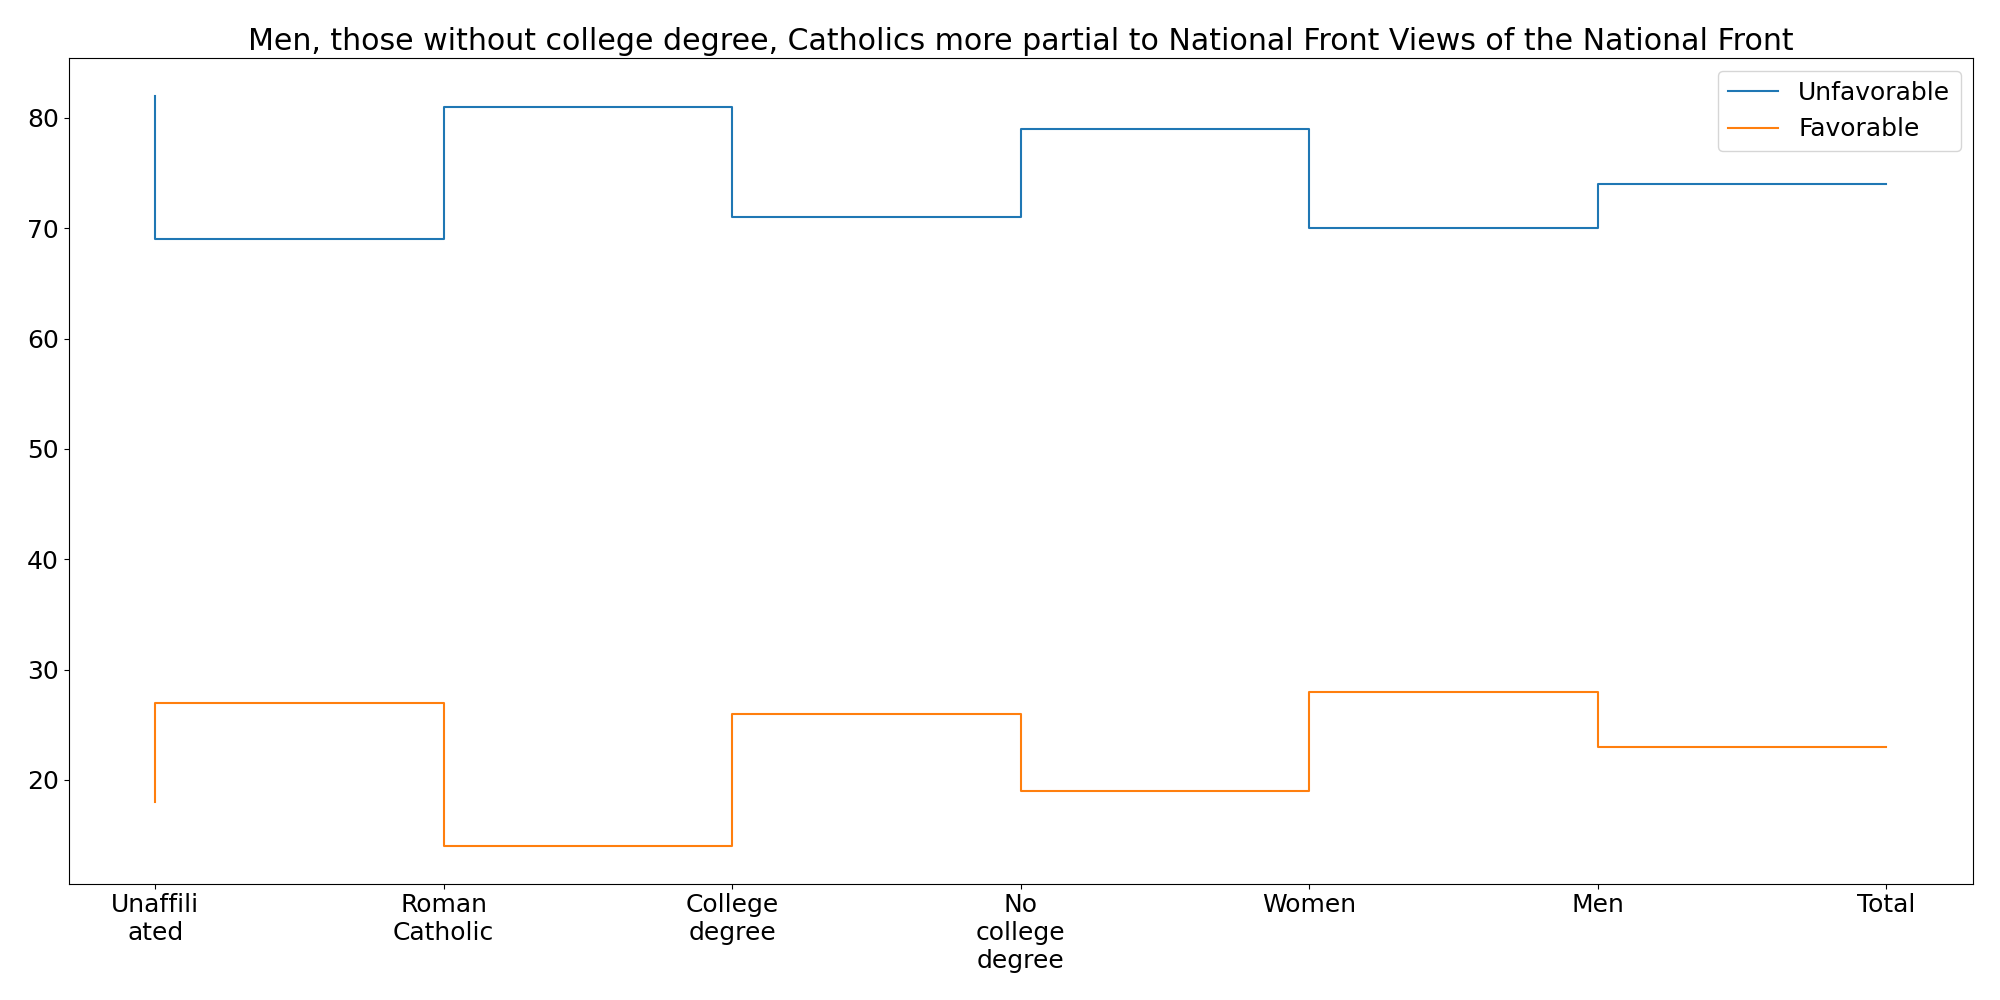 Men, those without college degree, Catholics more partial to National Front Views of the National Front
Unfavorable
Favorable
80
70
60
50
40
30
20
Unaffili
ated
Roman
Catholic
College
degree
No
college
degree
Women
Men
Total